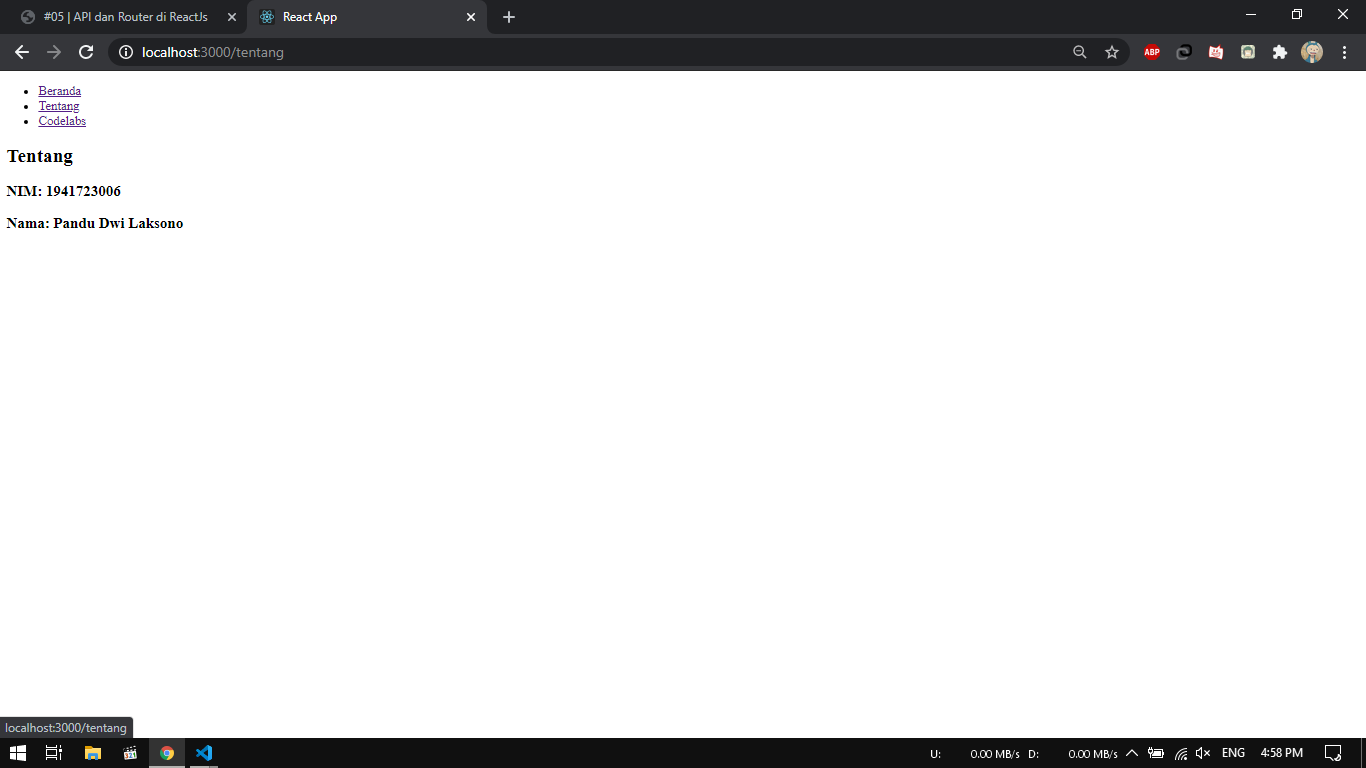 #05 | API dan Router di ReactJs
React App
localhost:3000/tentang
ABP
Beranda
Tentang
Codelabs
Tentang
NIM: 1941723006
Nama: Pandu Dwi Laksono
localhost:3000/tentang
321
U: 0.00 MB/s D: 0.00 MB/s
ENG
4:58 PM